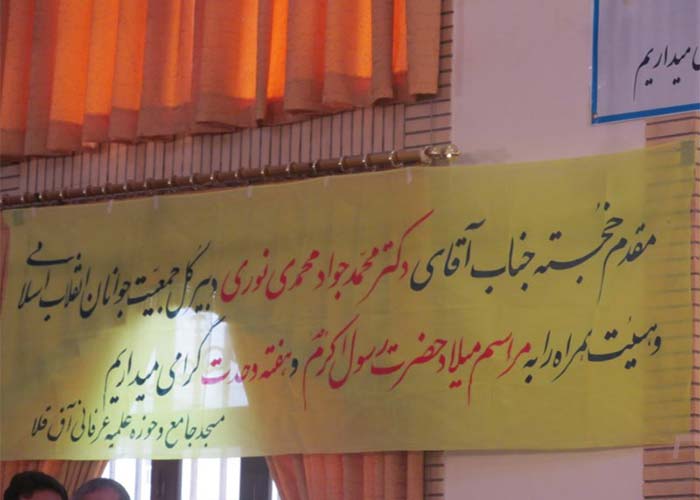 ی میداریم
مقدم خجسته جناب آقای دکتر محمد جواد محمدی نوری دبیر کل جمعیت جوانان انقلاب اسلامی
و هیئت همراه را به مراسم میلاد حضرت رسول اکرم و هفته وحدت گرامی میداریم
مسجد جامع و حوزه علمیه عرفانی آق قلا